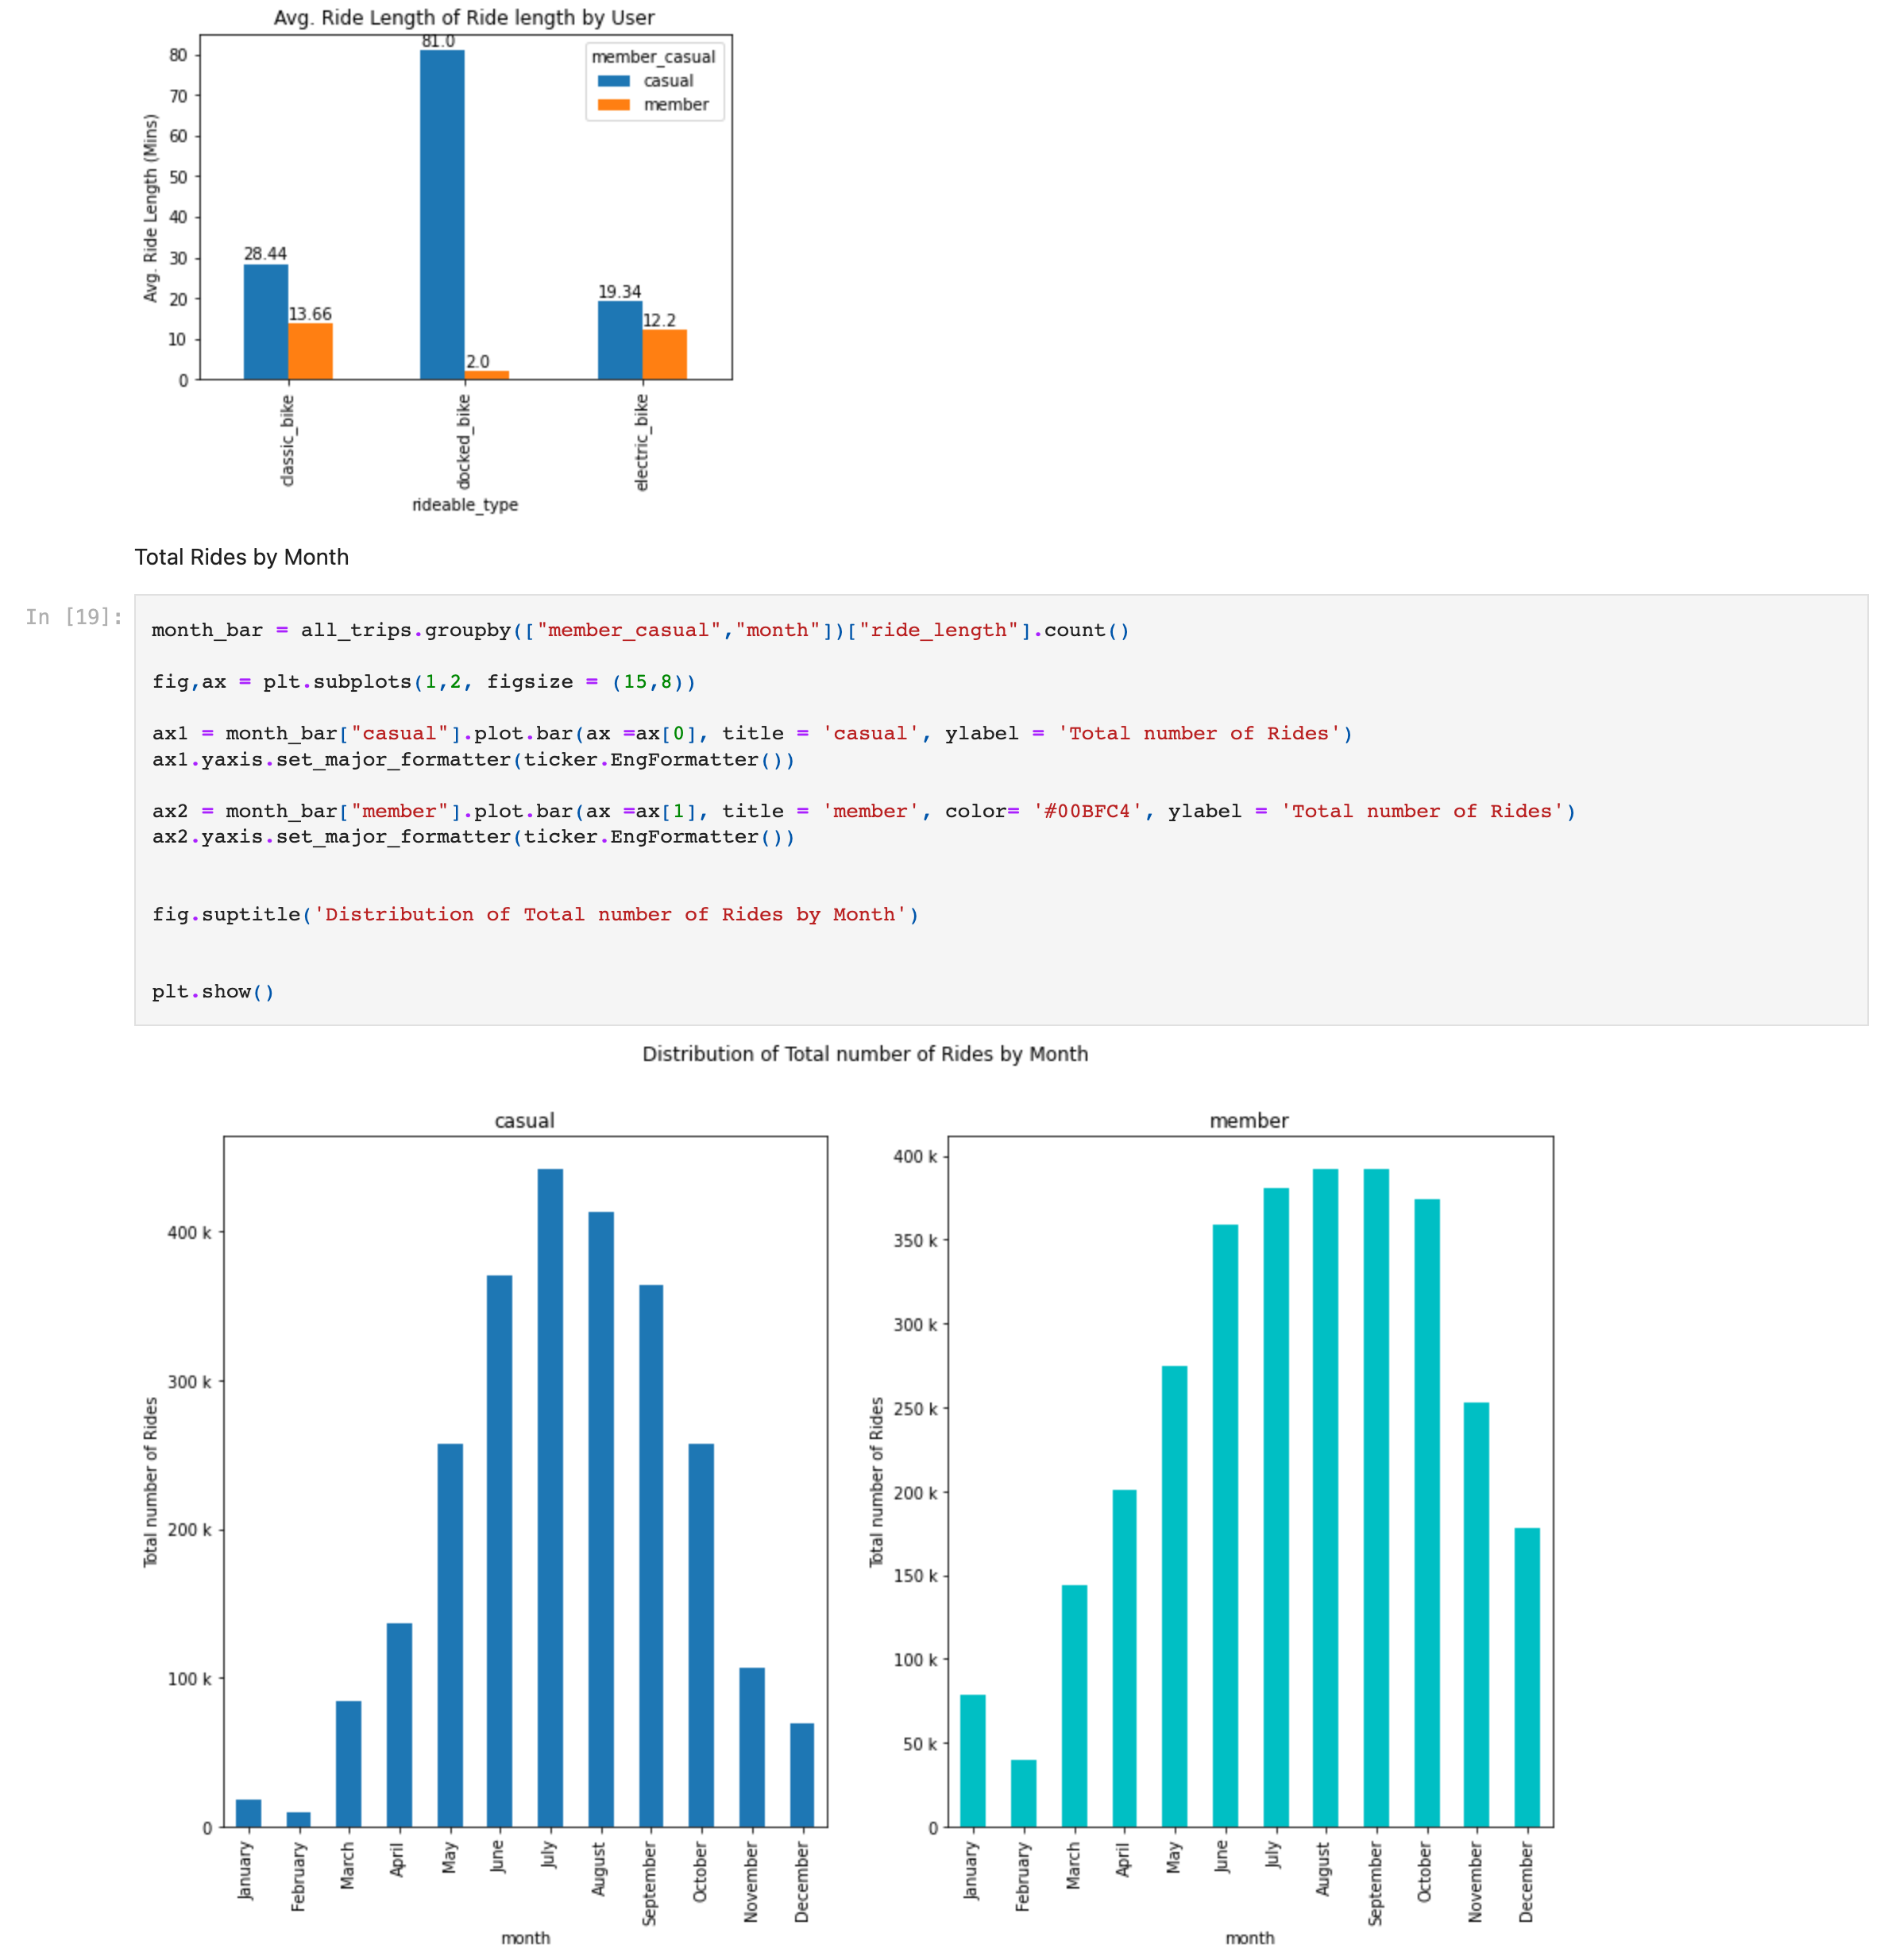 Avg. Ride Length of Ride length by User
81.0
80
70
60
50
40
30
20
10
0
Avg. Ride Length (Mins)
member_casual
casual
member
28.44
13.66
2.0
19.34
12.2
classic_bike
docked_bike
electric_bike
rideable_type
Total Rides by Month
In [19]:
month_bar = all_trips.groupby(["member_casual","month"])["ride_length"].count()
fig,ax = plt.subplots(1,2, figsize = (15,8))
ax1 = month_bar["casual"].plot.bar(ax =ax[0], title = 'casual', ylabel = 'Total number of Rides')
ax1.yaxis.set_major_formatter(ticker.EngFormatter())
ax2 = month_bar["member"].plot.bar(ax =ax[1], title = 'member', color= '#00BFC4', ylabel = 'Total number of Rides')
ax2.yaxis.set_major_formatter(ticker.EngFormatter())
fig.suptitle('Distribution of Total number of Rides by Month')
plt.show()
Distribution of Total number of Rides by Month
casual
400 k
300 k
200 k
100 k
0
Total number of Rides
January
February
March
April
May
June
July
August
September
October
November
December
month
member
400 k
350 k
300 k
250 k
200 k
150 k
100 k
50 k
0
Total number of Rides
January
February
March
April
May
June
July
August
September
October
November
December
month